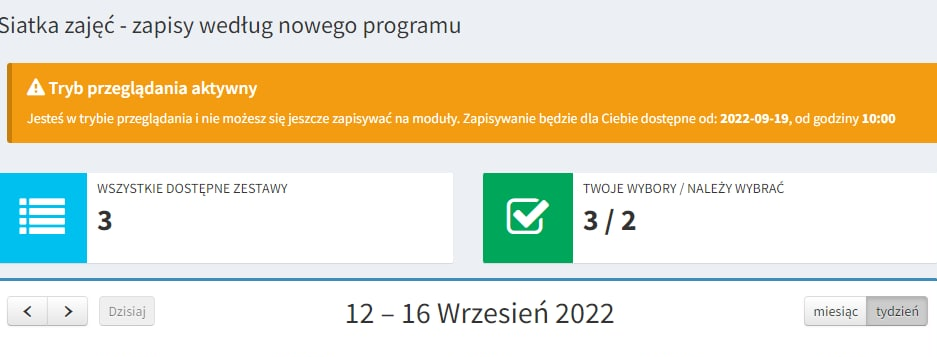 Siatka zajęć - zapisy według nowego programu
Tryb przeglądania aktywny
Jesteś w trybie przeglądania i nie możesz się jeszcze zapisywać na moduły. Zapisywanie będzie dla Ciebie dostępne od: 2022-09-19, od godziny 10:00
WSZYSTKIE DOSTĘPNE ZESTAWY
3
TWOJE WYBORY / NALEŻY WYBRAĆ
3 / 2
Dzisiaj
12 – 16 Wrzesień 2022
miesiąc
tydzień